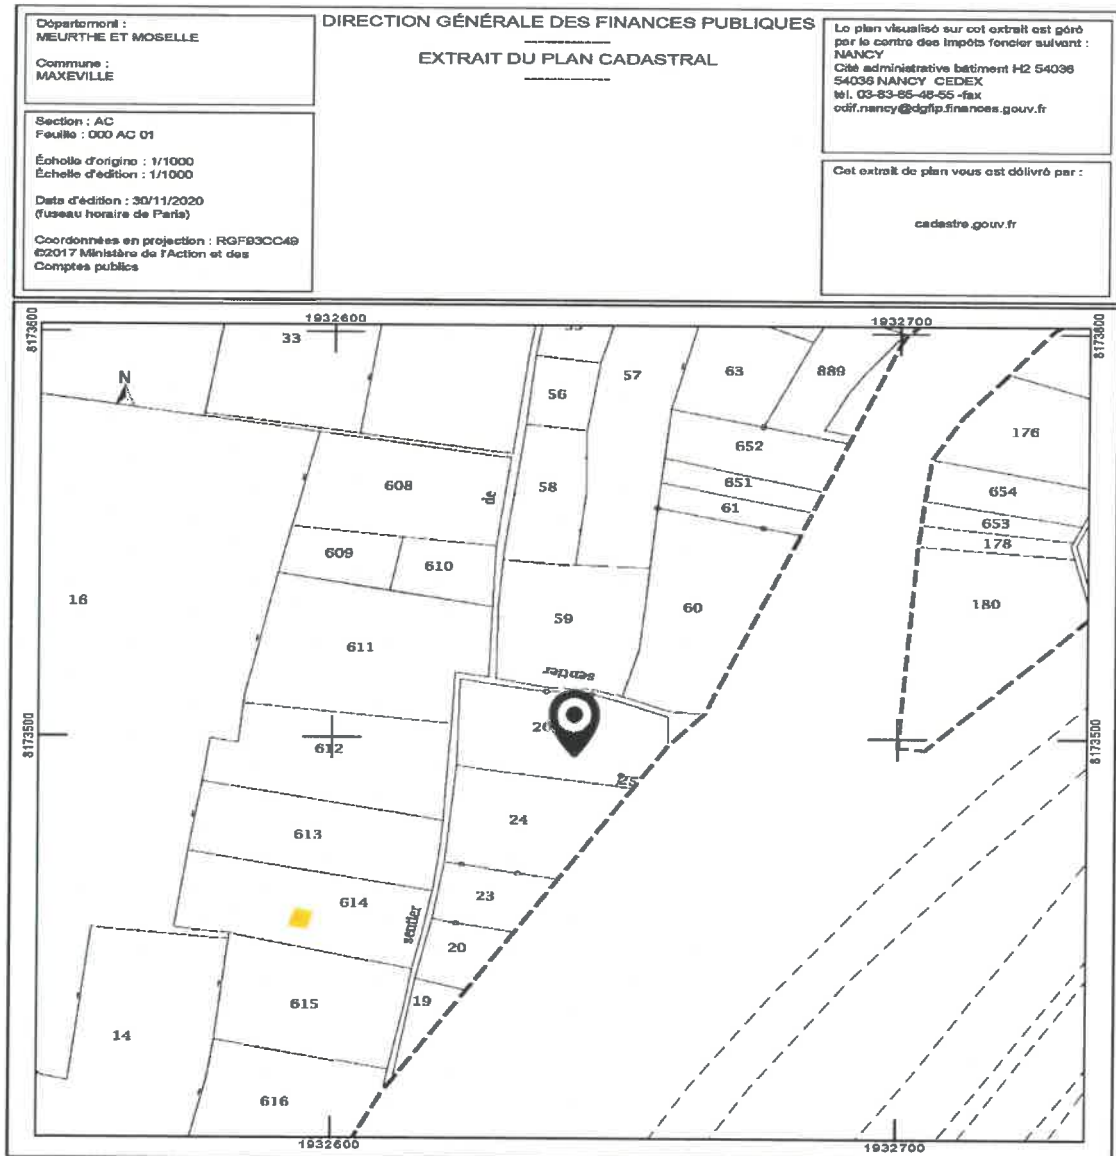 Département :
MEURTHE ET MOSELLE
Commune :
MAXEVILLE
Section : AC
Feuille : 000 AC 01
Échelle d'origine : 1/1000
Échelle d'édition : 1/1000
Date d'édition : 30/11/2020
(fuseau horaire de Paris)
Coordonnées en projection : RGF93CC49
©2017 Ministère de l'Action et des
Comptes publics
DIRECTION GÉNÉRALE DES FINANCES PUBLIQUES
EXTRAIT DU PLAN CADASTRAL
Le plan visualisé sur cet extrait est géré
par le centre des impôts foncier suivant :
NANCY
Cité administrative bâtiment H2 54036
54036 NANCY CEDEX
tél. 03-83-85-48-55 -fax
cdif.nancy@dgfip.finances.gouv.fr
Cet extrait de plan vous est délivré par :
cadastre.gouv.fr
1932600
1932700
8173600
8173600
33
57
63
889
N
56
176
652
608
58
de
651
654
61
653
609
610
178
16
59
60
180
611
sentier
8173500
26
8173500
612
25
24
613
23
614
sentier
20
615
19
14
616
1932600
1932700